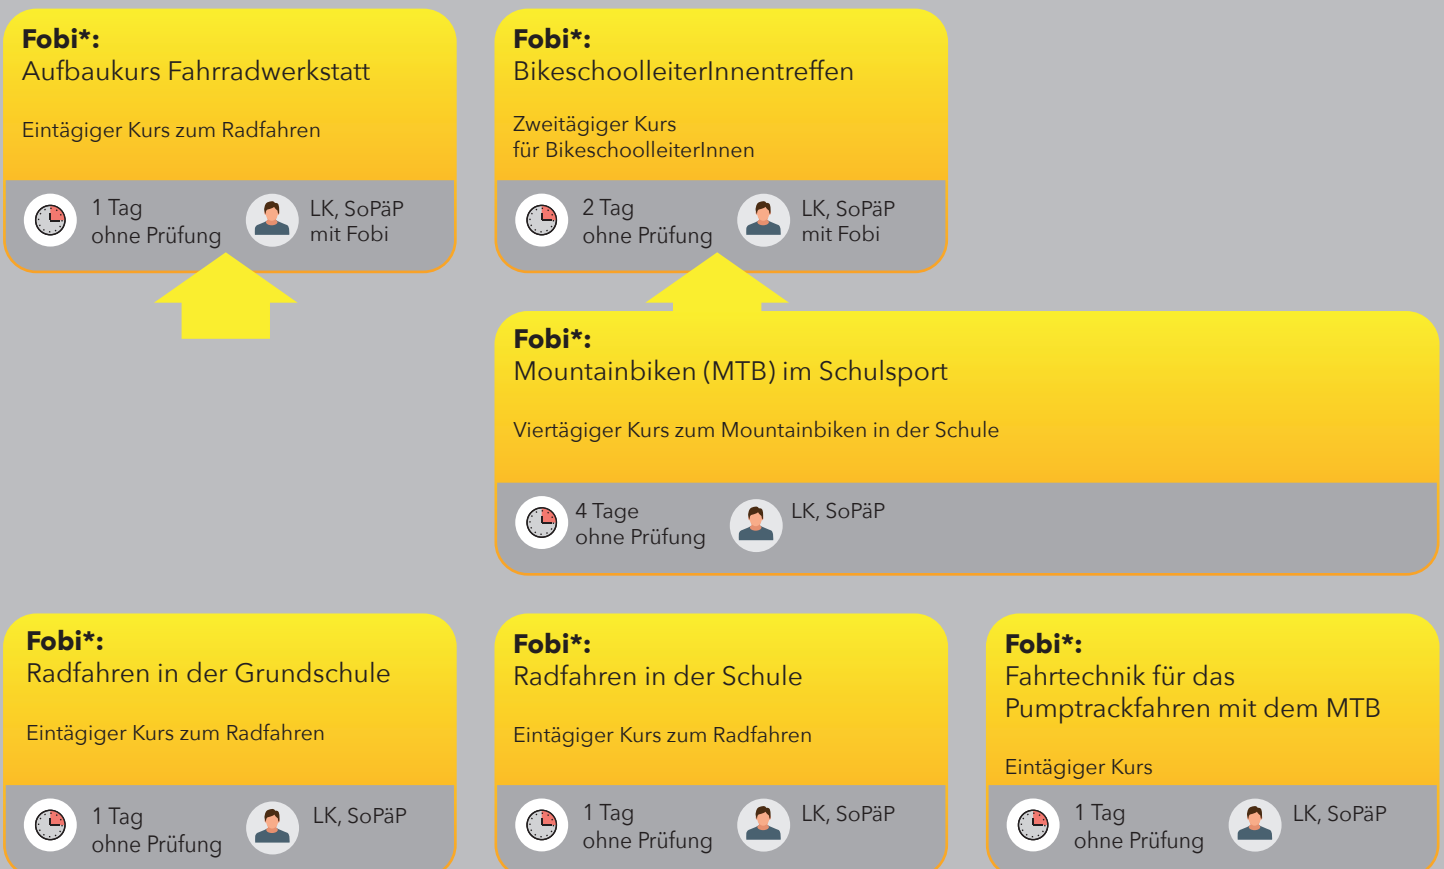 Fobi*:
Aufbaukurs Fahrradwerkstatt
Eintägiger Kurs zum Radfahren
1 Tag
ohne Prüfung
LK, SoPäP
mit Fobi
Fobi*:
BikeschoolleiterInnentreffen
Zweitägiger Kurs
für BikeschoolleiterInnen
2 Tag
ohne Prüfung
LK, SoPäP
mit Fobi
Fobi*:
Mountainbiken (MTB) im Schulsport
Viertägiger Kurs zum Mountainbiken in der Schule
4 Tage
ohne Prüfung
LK, SoPäP
Fobi*:
Radfahren in der Grundschule
Eintägiger Kurs zum Radfahren
1 Tag
ohne Prüfung
LK, SoPäP
Fobi*:
Radfahren in der Schule
Eintägiger Kurs zum Radfahren
1 Tag
ohne Prüfung
LK, SoPäP
Fobi*:
Fahrtechnik für das
Pumptrackfahren mit dem MTB
Eintägiger Kurs
1 Tag
ohne Prüfung
LK, SoPäP